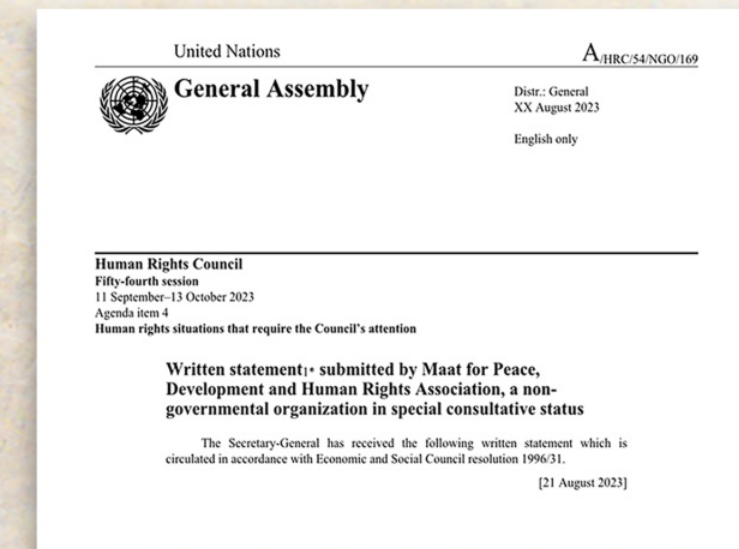 United Nations
A/HRC/54/NGO/169
General Assembly
Distr.: General
XX August 2023
English only
Human Rights Council
Fifty-fourth session
11 September–13 October 2023
Agenda item 4
Human rights situations that require the Council’s attention
Written statement1* submitted by Maat for Peace,
Development and Human Rights Association, a non-
governmental organization in special consultative status
The Secretary-General has received the following written statement which is
circulated in accordance with Economic and Social Council resolution 1996/31.
[21 August 2023]